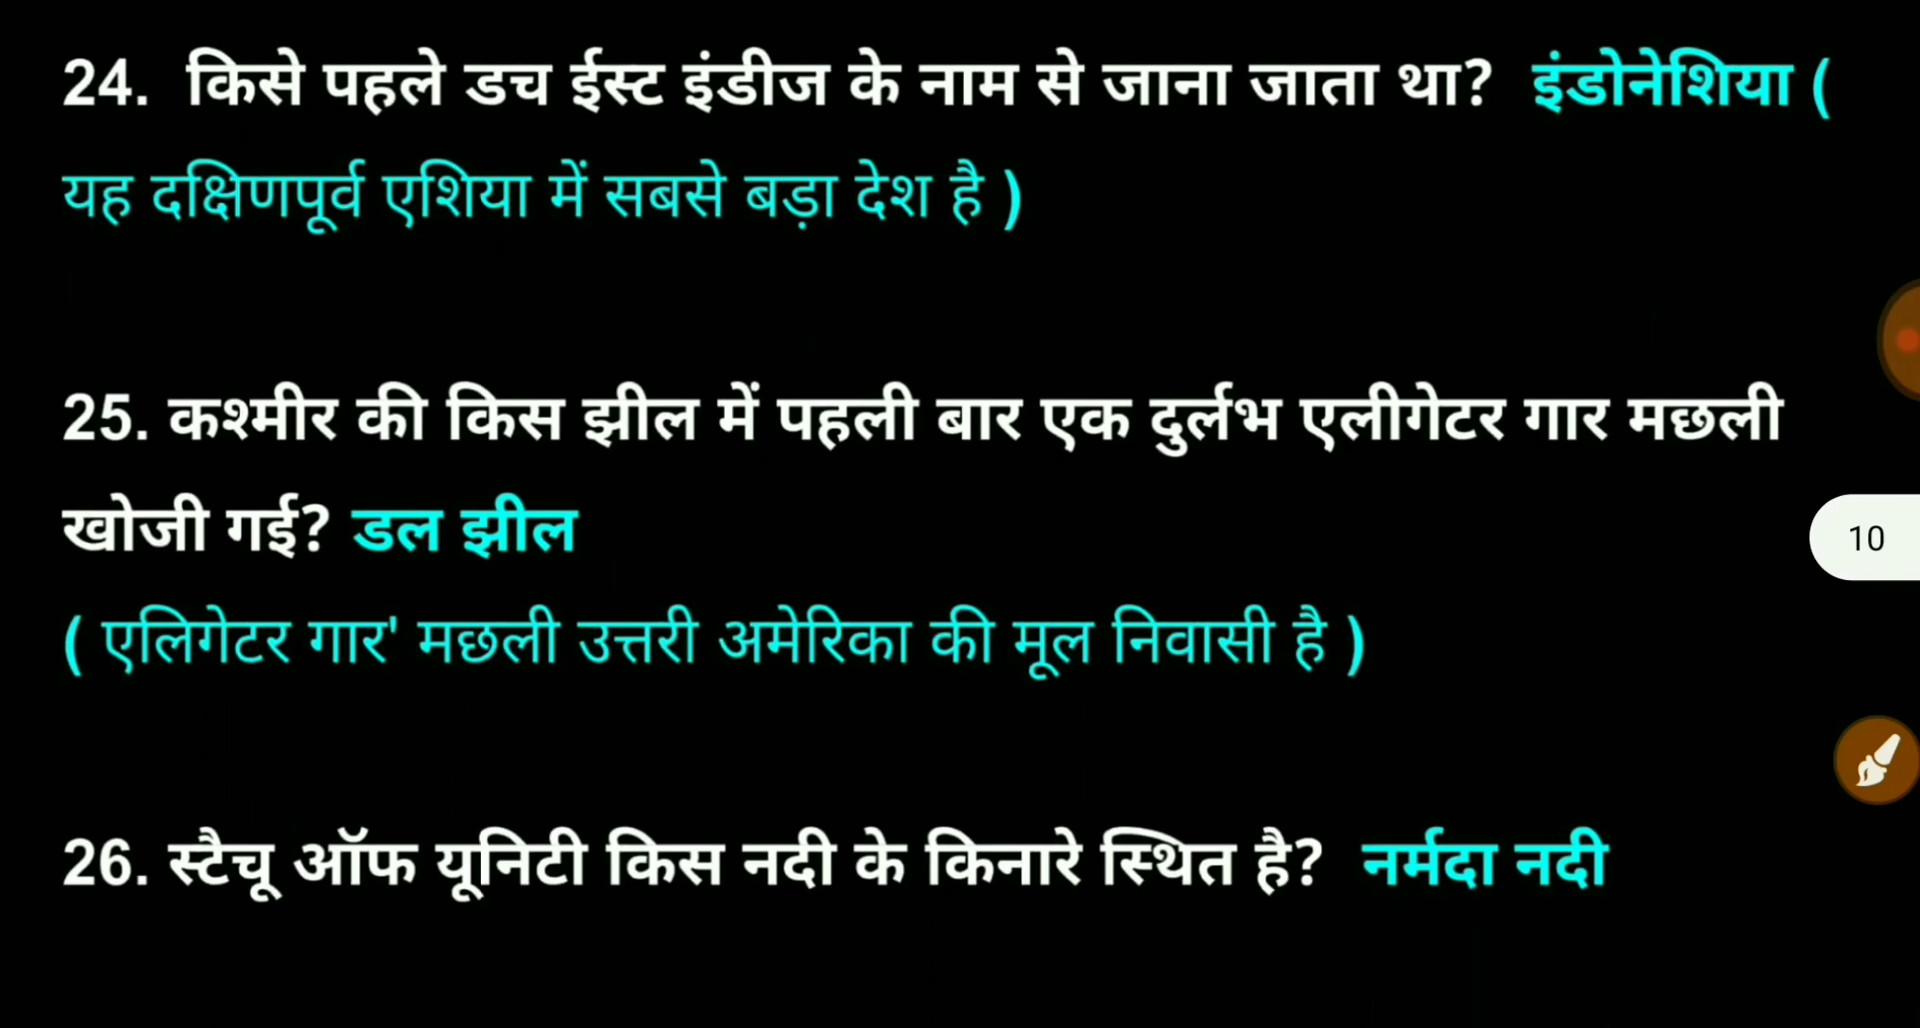 24. किसे पहले डच ईस्ट इंडीज के नाम से जाना जाता था? इंडोनेशिया (
यह दक्षिणपूर्व एशिया में सबसे बड़ा देश है )
25. कश्मीर की किस झील में पहली बार एक दुर्लभ एलीगेटर गार मछली
खोजी गई? डल झील
10
( एलिगेटर गार' मछली उत्तरी अमेरिका की मूल निवासी है )
26. स्टैचू ऑफ यूनिटी किस नदी के किनारे स्थित है? नर्मदा नदी